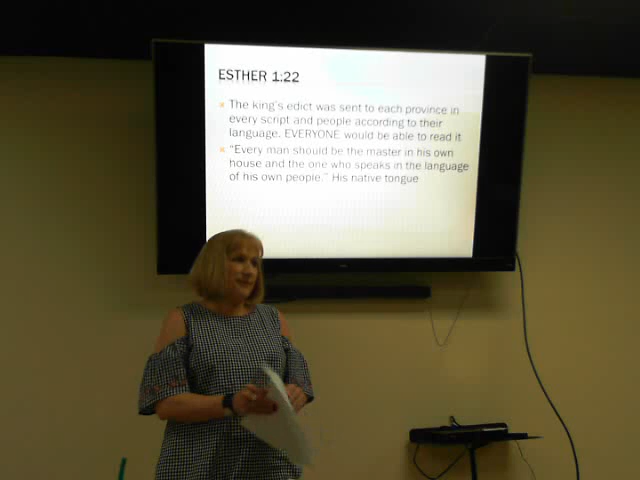 ESTHER 1:22
The king's edict was sent to each province in
every script and people according to their
language. EVERYONE would be able to read it
"Every man should be the master in his own
house and the one who speaks in the language
of his own people." His native tongue